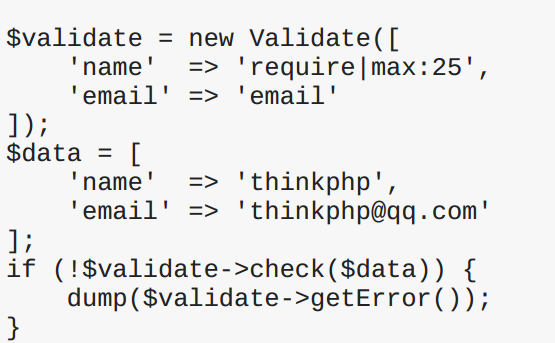 $validate = new Validate([
    'name'  => 'require|max:25',
    'email' => 'email'
]);
$data = [
    'name'  => 'thinkphp',
    'email' => 'thinkphp@qq.com'
];
if (!$validate->check($data)) {
    dump($validate->getError());
}